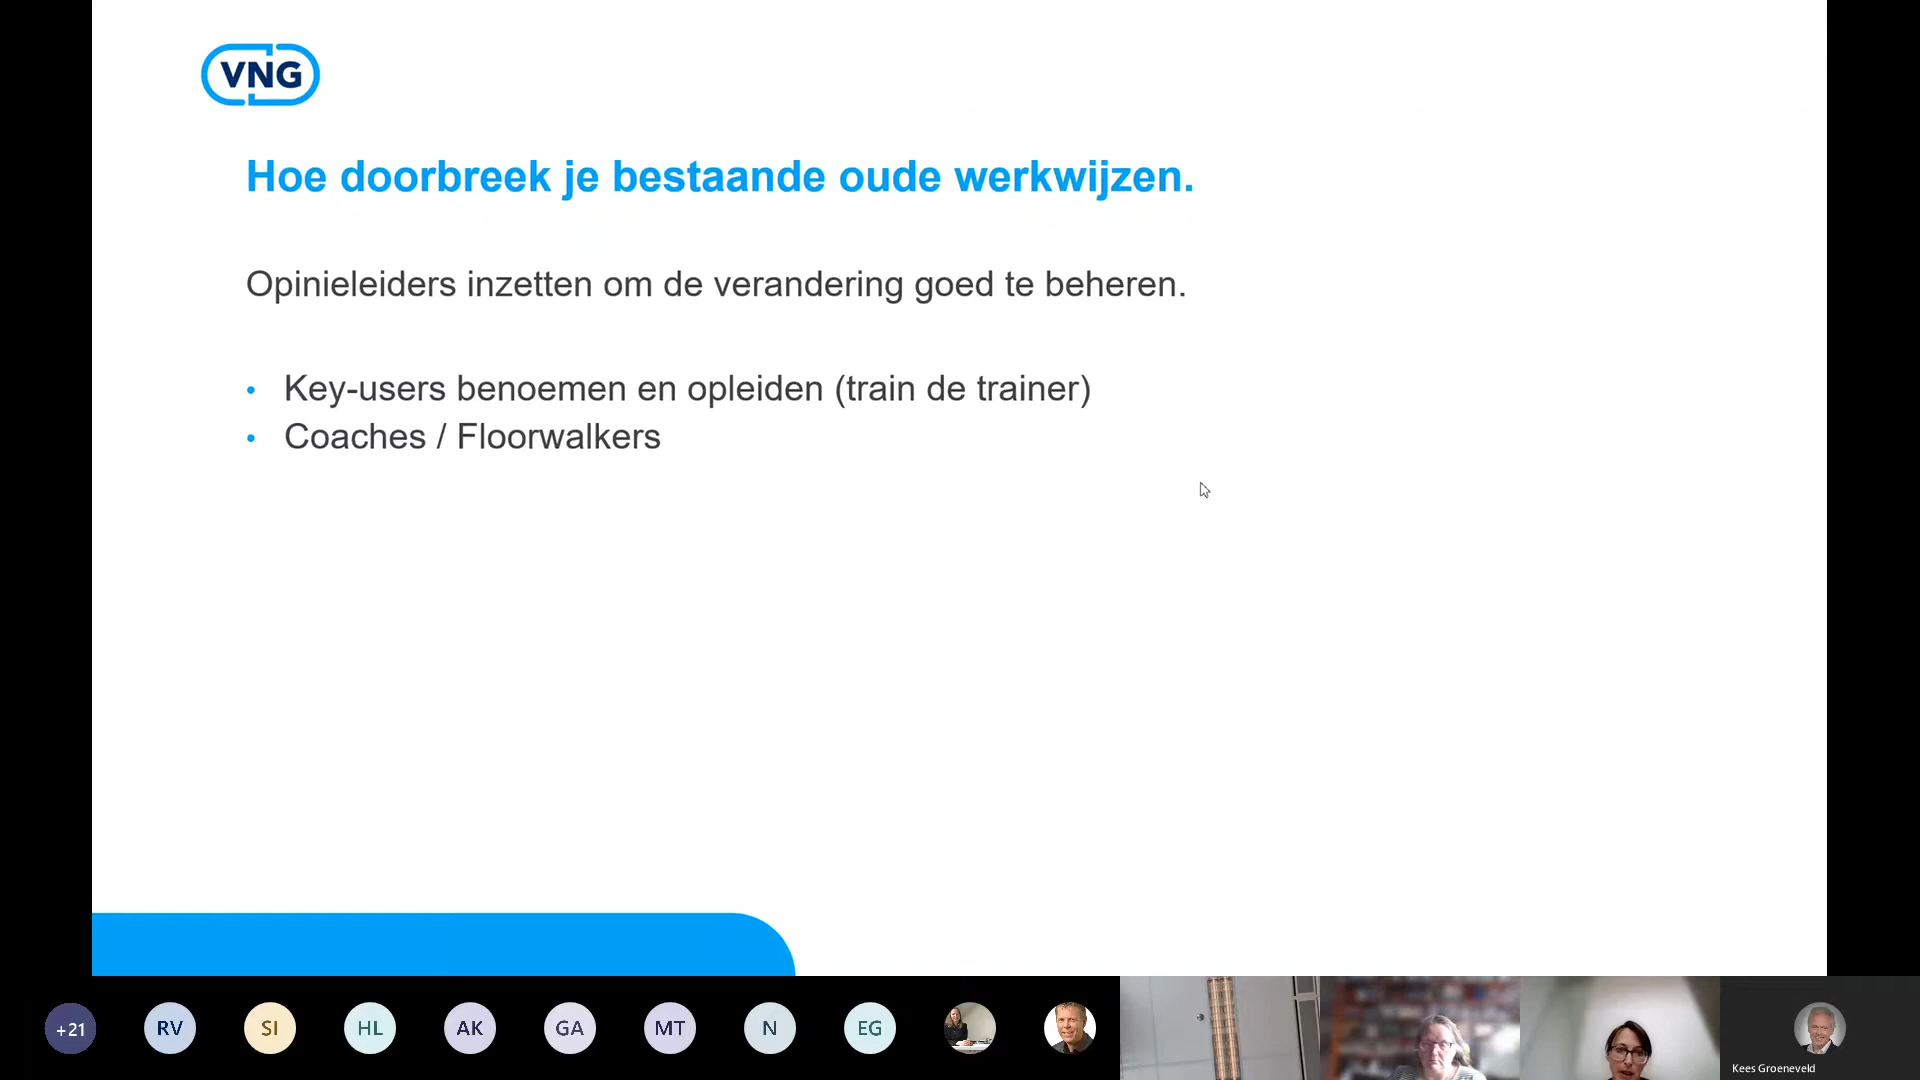 VNG
Hoe doorbreek je bestaande oude werkwijzen.
Opinieleiders inzetten om de verandering goed te beheren.
• Key-users benoemen en opleiden (train de trainer)
• Coaches / Floorwalkers
+21
RV
SI
HL
AK
GA
MT
N
EG
Kees Groeneveld